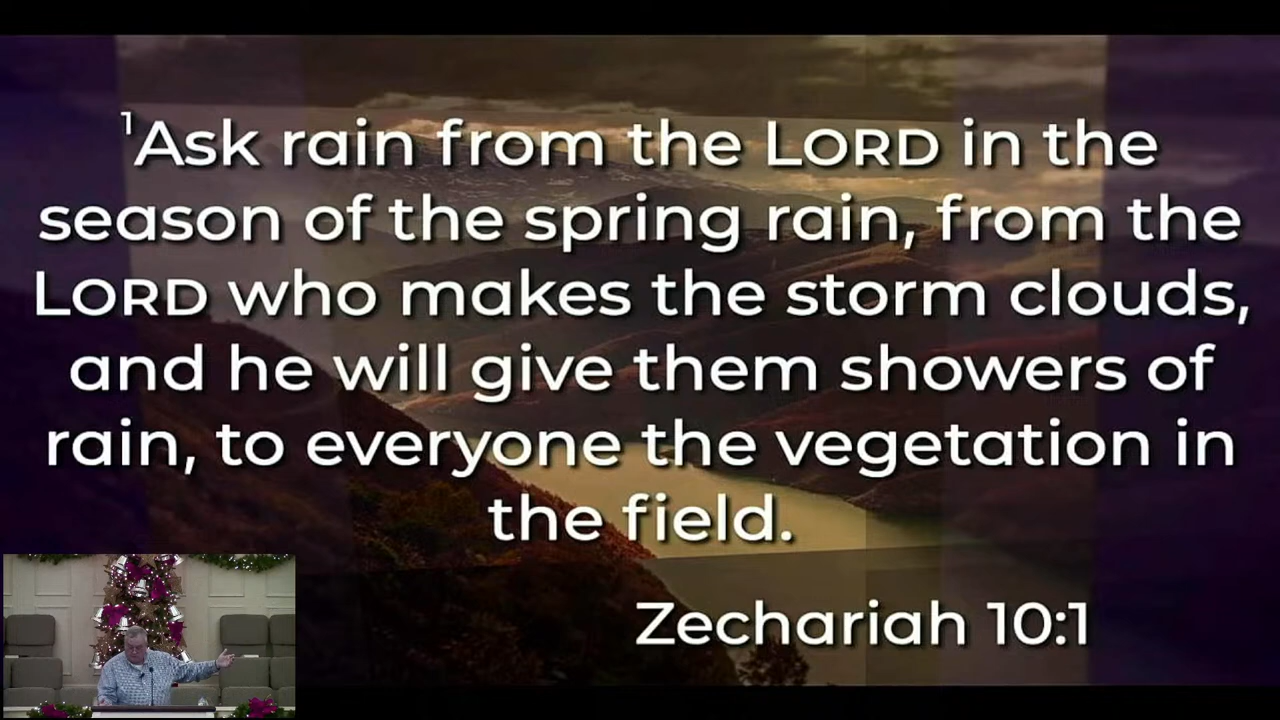 ¹Ask rain from the LORD in the
season of the spring rain, from the
LORD who makes the storm clouds,
and he will give them showers of
rain, to everyone the vegetation in
the field.
Zechariah 10:1